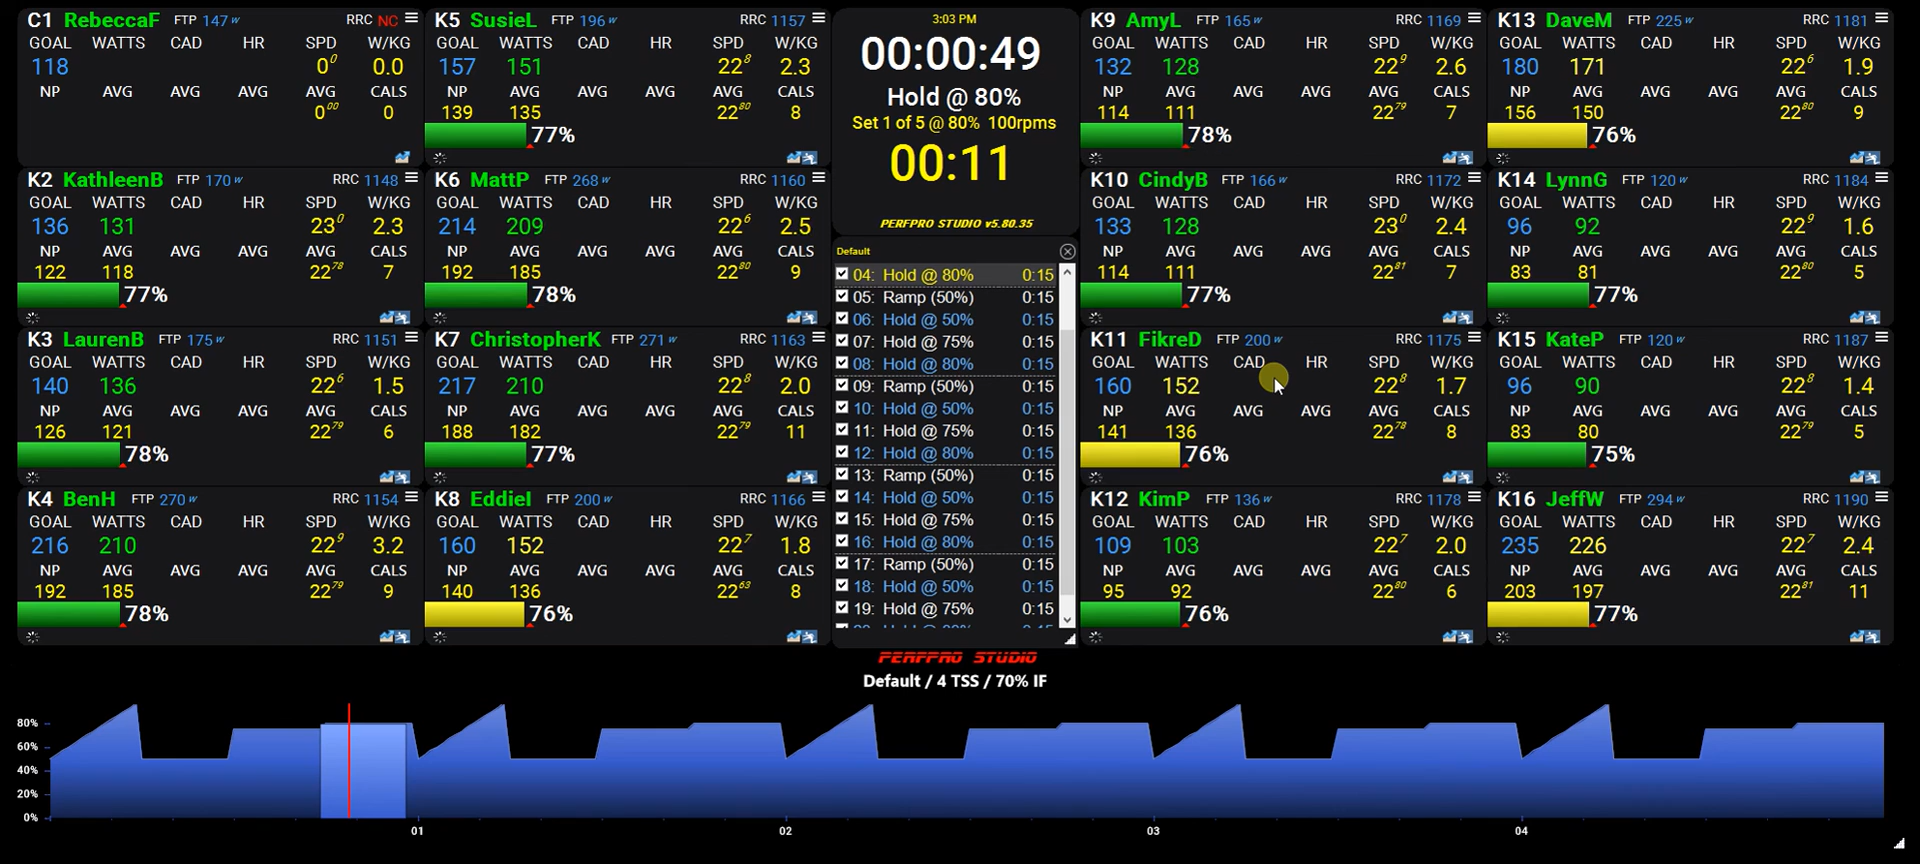 C1 RebeccaF FTP 147 w RRC NC
GOAL WATTS CAD HR SPD W/KG
118 0⁰ 0.0
NP AVG AVG AVG AVG CALS
0⁰⁰ 0
K2 KathleenB FTP 170 w RRC 1148
GOAL WATTS CAD HR SPD W/KG
136 131 23⁰ 2.3
NP AVG AVG AVG AVG CALS
122 118 22⁷⁸ 7
77%
K3 LaurenB FTP 175 w RRC 1151
GOAL WATTS CAD HR SPD W/KG
140 136 22⁶ 1.5
NP AVG AVG AVG AVG CALS
126 121 22⁷⁹ 6
78%
K4 BenH FTP 270 w RRC 1154
GOAL WATTS CAD HR SPD W/KG
216 210 22⁹ 3.2
NP AVG AVG AVG AVG CALS
192 185 22⁷⁹ 9
78%
K5 SusieL FTP 196 w RRC 1157
GOAL WATTS CAD HR SPD W/KG
157 151 22⁸ 2.3
NP AVG AVG AVG AVG CALS
139 135 22⁸⁰ 8
77%
K6 MattP FTP 268 w RRC 1160
GOAL WATTS CAD HR SPD W/KG
214 209 22⁶ 2.5
NP AVG AVG AVG AVG CALS
192 185 22⁸⁰ 9
78%
K7 ChristopherK FTP 271 w RRC 1163
GOAL WATTS CAD HR SPD W/KG
217 210 22⁸ 2.0
NP AVG AVG AVG AVG CALS
188 182 22⁷⁹ 11
77%
K8 EddieI FTP 200 w RRC 1166
GOAL WATTS CAD HR SPD W/KG
160 152 22⁷ 1.8
NP AVG AVG AVG AVG CALS
140 136 22⁶³ 8
76%
3:03 PM
00:00:49
Hold @ 80%
Set 1 of 5 @ 80% 100rpms
00:11
PERFPRO STUDIO v5.80.35
Default
04: Hold @ 80% 0:15
05: Ramp (50%) 0:15
06: Hold @ 50% 0:15
07: Hold @ 75% 0:15
08: Hold @ 80% 0:15
09: Ramp (50%) 0:15
10: Hold @ 50% 0:15
11: Hold @ 75% 0:15
12: Hold @ 80% 0:15
13: Ramp (50%) 0:15
14: Hold @ 50% 0:15
15: Hold @ 75% 0:15
16: Hold @ 80% 0:15
17: Ramp (50%) 0:15
18: Hold @ 50% 0:15
19: Hold @ 75% 0:15
K9 AmyL FTP 165 w RRC 1169
GOAL WATTS CAD HR SPD W/KG
132 128 22⁹ 2.6
NP AVG AVG AVG AVG CALS
114 111 22⁷⁹ 7
78%
K10 CindyB FTP 166 w RRC 1172
GOAL WATTS CAD HR SPD W/KG
133 128 23⁰ 2.4
NP AVG AVG AVG AVG CALS
114 111 22⁸¹ 7
77%
K11 FikreD FTP 200 w RRC 1175
GOAL WATTS CAD HR SPD W/KG
160 152 22⁸ 1.7
NP AVG AVG AVG AVG CALS
141 136 22⁷⁸ 8
76%
K12 KimP FTP 136 w RRC 1178
GOAL WATTS CAD HR SPD W/KG
109 103 22⁷ 2.0
NP AVG AVG AVG AVG CALS
95 92 22⁸⁰ 6
76%
K13 DaveM FTP 225 w RRC 1181
GOAL WATTS CAD HR SPD W/KG
180 171 22⁶ 1.9
NP AVG AVG AVG AVG CALS
156 150 22⁸⁰ 9
76%
K14 LynnG FTP 120 w RRC 1184
GOAL WATTS CAD HR SPD W/KG
96 92 22⁹ 1.6
NP AVG AVG AVG AVG CALS
83 81 22⁸⁰ 5
77%
K15 KateP FTP 120 w RRC 1187
GOAL WATTS CAD HR SPD W/KG
96 90 22⁸ 1.4
NP AVG AVG AVG AVG CALS
83 80 22⁷⁹ 5
75%
K16 JeffW FTP 294 w RRC 1190
GOAL WATTS CAD HR SPD W/KG
235 226 22⁷ 2.4
NP AVG AVG AVG AVG CALS
203 197 22⁸¹ 11
77%
PERFPRO STUDIO
Default / 4 TSS / 70% IF
80%
60%
40%
20%
0%
01 02 03 04